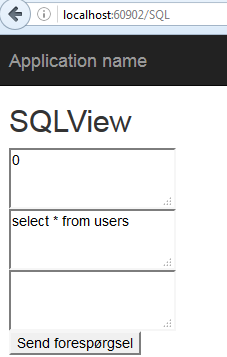 localhost:60902/SQL
Application name
SQLView
0
select * from users
Send forespørgsel